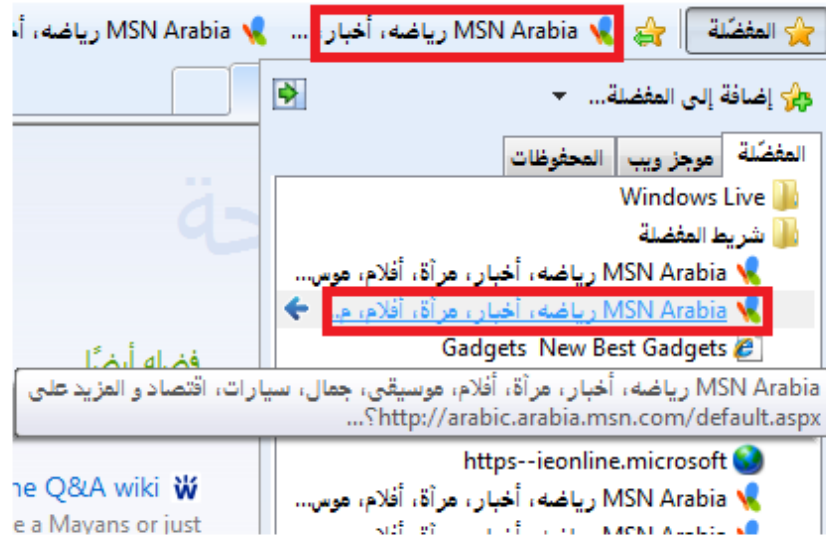 المفضّلة
MSN Arabia رياضه، أخبار، ...
MSN Arabia رياضه،
إضافة إلى المفضلة...
المفضّلة موجز ويب المحفوظات
Windows Live
شريط المفضلة
MSN Arabia رياضه، أخبار، مرآة، أفلام، موس...
MSN Arabia رياضه، أخبار، مرآة، أفلام، م...
Gadgets New Best Gadgets
أيضًا
MSN Arabia رياضه، أخبار، مرآة، أفلام، موسيقى، جمال، سيارات، اقتصاد و المزيد على
http://arabic.arabia.msn.com/default.aspx؟...
https--ieonline.microsoft
Q&A wiki
MSN Arabia رياضه، أخبار، مرآة، أفلام، موس...
e a Mayans or just